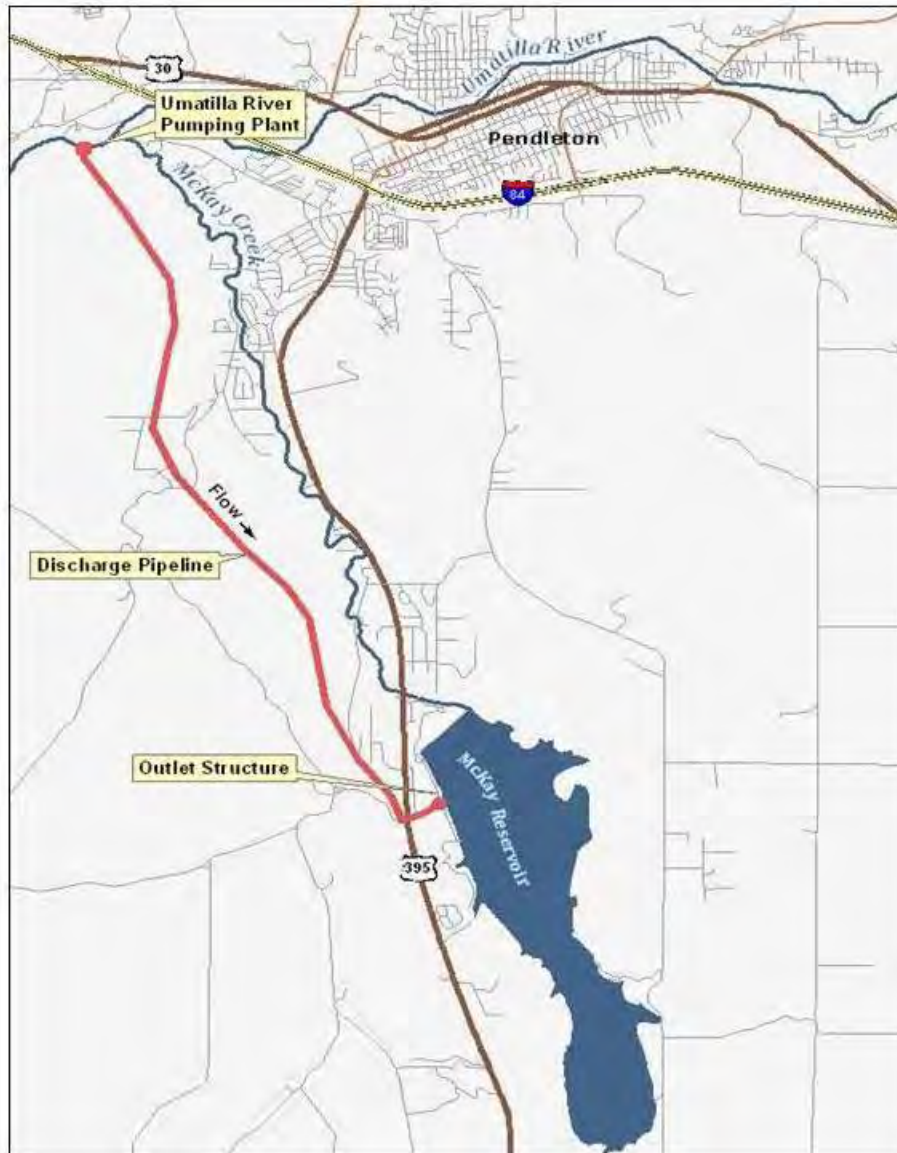 30
Umatilla River
Umatilla River
Pumping Plant
Pendleton
84
McKay Creek
Flow
Discharge Pipeline
Outlet Structure
McKay Reservoir
395